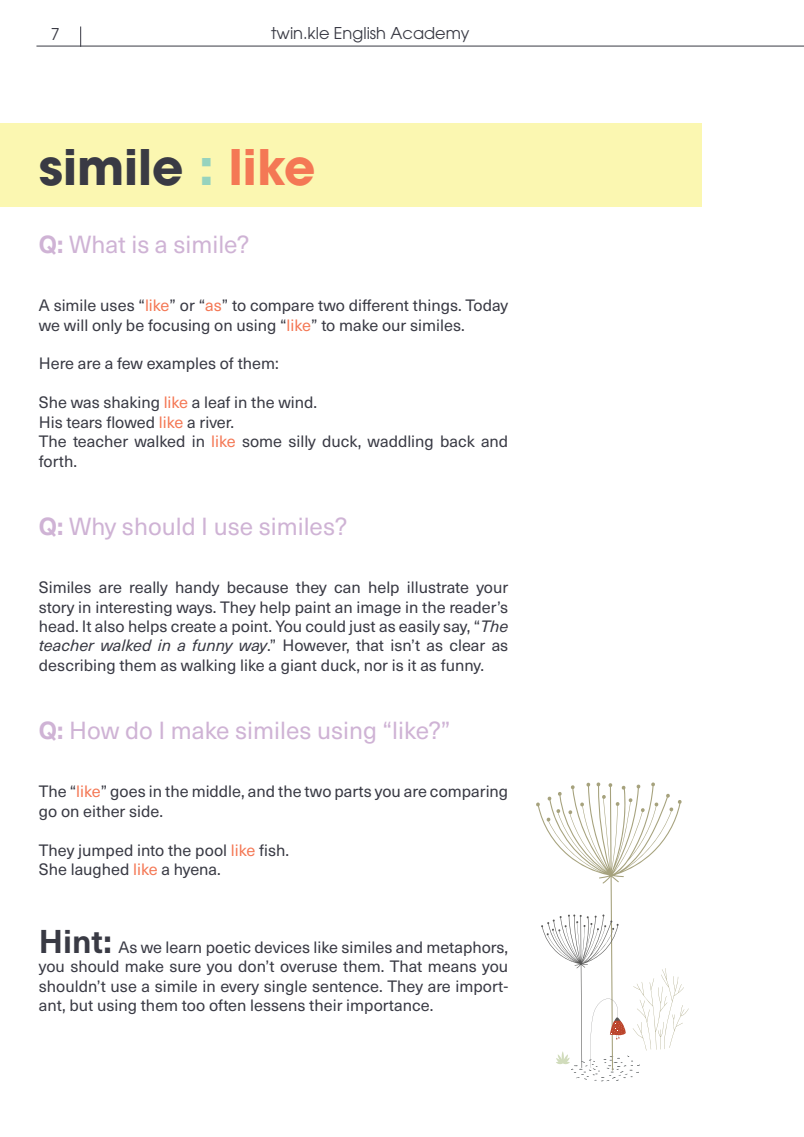 7
twin.kle English Academy
simile : like
Q: What is a simile?
A simile uses “like” or “as” to compare two different things. Today
we will only be focusing on using “like” to make our similes.
Here are a few examples of them:
She was shaking like a leaf in the wind.
His tears flowed like a river.
The teacher walked in like some silly duck, waddling back and
forth.
Q: Why should I use similes?
Similes are really handy because they can help illustrate your
story in interesting ways. They help paint an image in the reader’s
head. It also helps create a point. You could just as easily say, “The
teacher walked in a funny way.” However, that isn’t as clear as
describing them as walking like a giant duck, nor is it as funny.
Q: How do I make similes using “like?”
The “like” goes in the middle, and the two parts you are comparing
go on either side.
They jumped into the pool like fish.
She laughed like a hyena.
Hint: As we learn poetic devices like similes and metaphors,
you should make sure you don’t overuse them. That means you
shouldn’t use a simile in every single sentence. They are import-
ant, but using them too often lessens their importance.